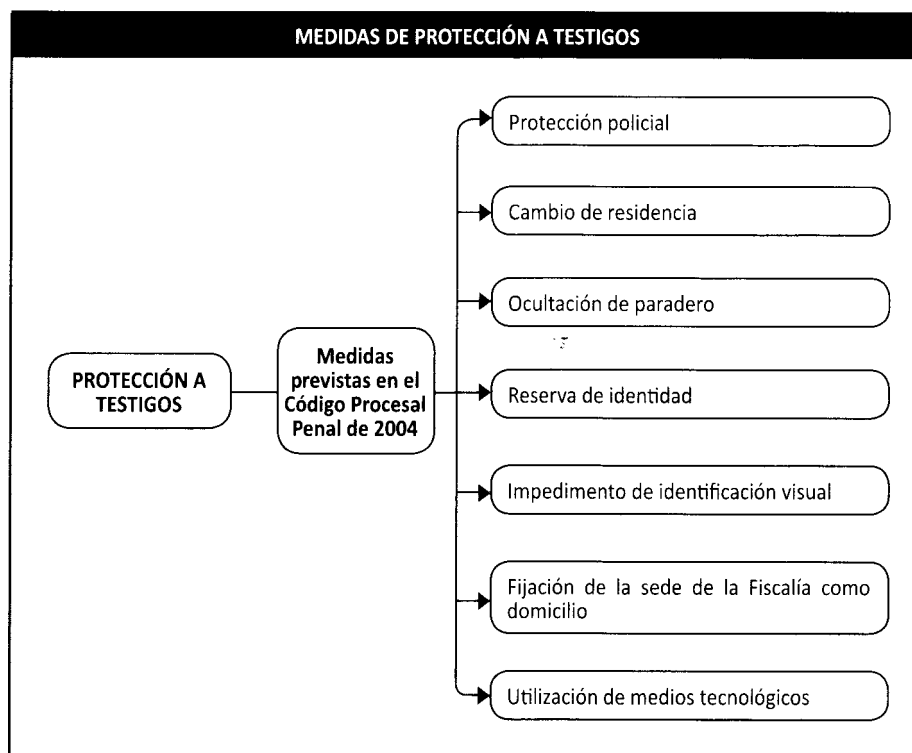 MEDIDAS DE PROTECCIÓN A TESTIGOS
PROTECCIÓN A
TESTIGOS
Medidas
previstas en el
Código Procesal
Penal de 2004
Protección policial
Cambio de residencia
Ocultación de paradero
Reserva de identidad
Impedimento de identificación visual
Fijación de la sede de la Fiscalía como
domicilio
Utilización de medios tecnológicos